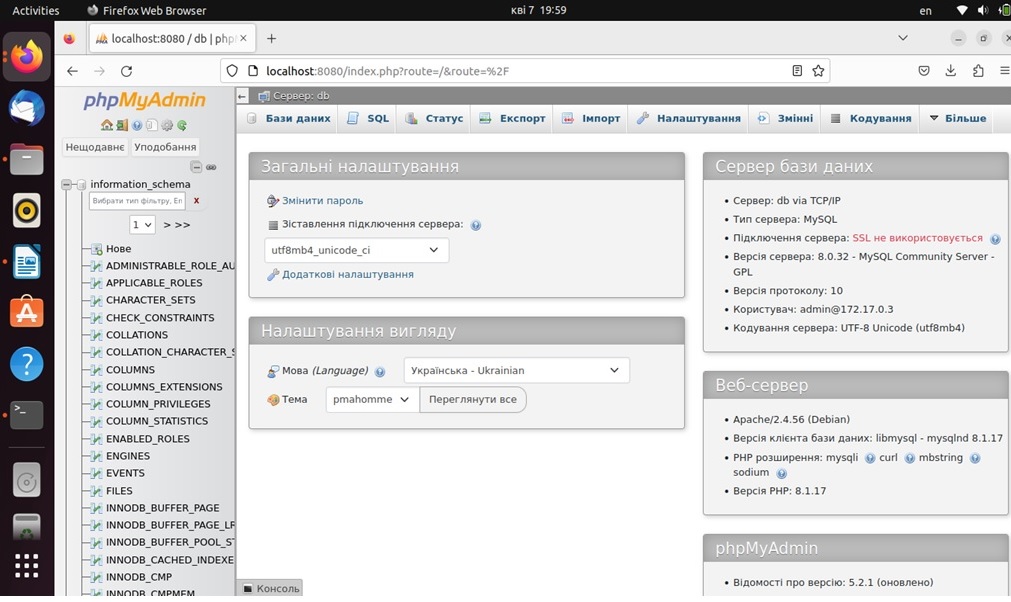 Activities
Firefox Web Browser
кві 7 19:59
en
localhost:8080 / db | php
localhost:8080/index.php?route=/&route=%2F
phpMyAdmin
Нещодавнє
Уподобання
information_schema
Вибрати тип фільтру, En
X
1
> >>
Нове
ADMINISTRABLE_ROLE_AU
APPLICABLE_ROLES
CHARACTER_SETS
CHECK_CONSTRAINTS
COLLATIONS
COLLATION_CHARACTER_S
COLUMNS
COLUMNS_EXTENSIONS
COLUMN_PRIVILEGES
COLUMN_STATISTICS
ENABLED_ROLES
ENGINES
EVENTS
FILES
INNODB_BUFFER_PAGE
INNODB_BUFFER_PAGE_LR
INNODB_BUFFER_POOL_ST
INNODB_CACHED_INDEXE
INNODB_CMP
INNODB_CMPMEM
Сервер: db
Бази даних
SQL
Статус
Експорт
Імпорт
Налаштування
Змінні
Кодування
Більше
Загальні налаштування
Змінити пароль
Зіставлення підключення сервера:
utf8mb4_unicode_ci
Додаткові налаштування
Налаштування вигляду
Мова (Language)
Українська - Ukrainian
Тема
pmahomme
Переглянути все
Сервер бази даних
• Сервер: db via TCP/IP
• Тип сервера: MySQL
• Підключення сервера: SSL не використовується
• Версія сервера: 8.0.32 - MySQL Community Server -
GPL
• Версія протоколу: 10
• Користувач: admin@172.17.0.3
• Кодування сервера: UTF-8 Unicode (utf8mb4)
Веб-сервер
• Apache/2.4.56 (Debian)
• Версія клієнта бази даних: libmysql - mysqlnd 8.1.17
• PHP розширення: mysqli curl mbstring
sodium
• Версія PHP: 8.1.17
phpMyAdmin
• Відомості про версію: 5.2.1 (оновлено)
Консоль